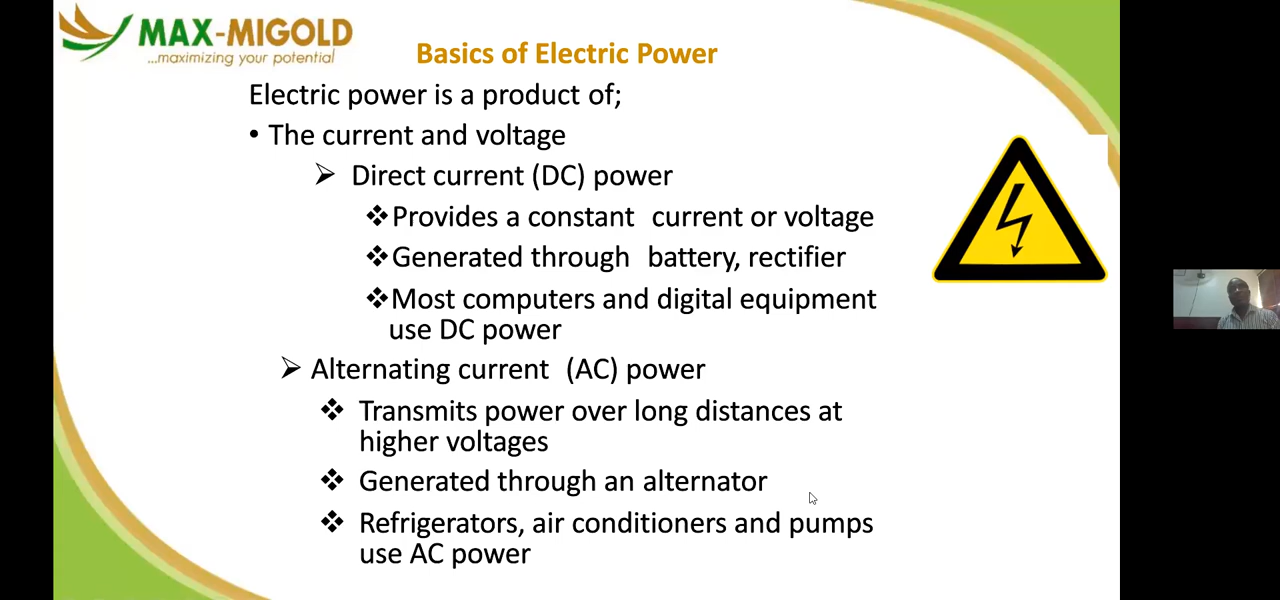 MAX-MIGOLD
...maximizing your potential
Basics of Electric Power
Electric power is a product of;
• The current and voltage
➢ Direct current (DC) power
❖Provides a constant current or voltage
❖Generated through battery, rectifier
❖Most computers and digital equipment
use DC power
➢ Alternating current (AC) power
❖ Transmits power over long distances at
higher voltages
❖ Generated through an alternator
❖ Refrigerators, air conditioners and pumps
use AC power